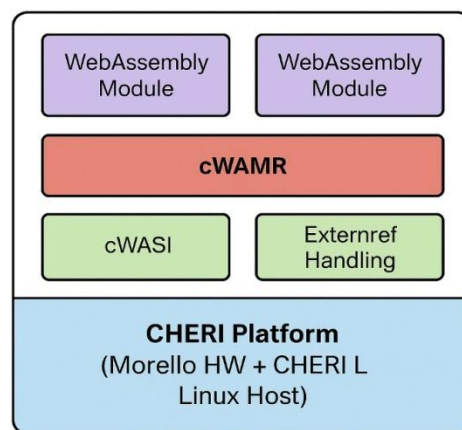 WebAssembly WebAssembly
Module Module
cWAMR
cWASI Externref
Handling
CHERI Platform
(Morello HW + CHERI L
Linux Host)